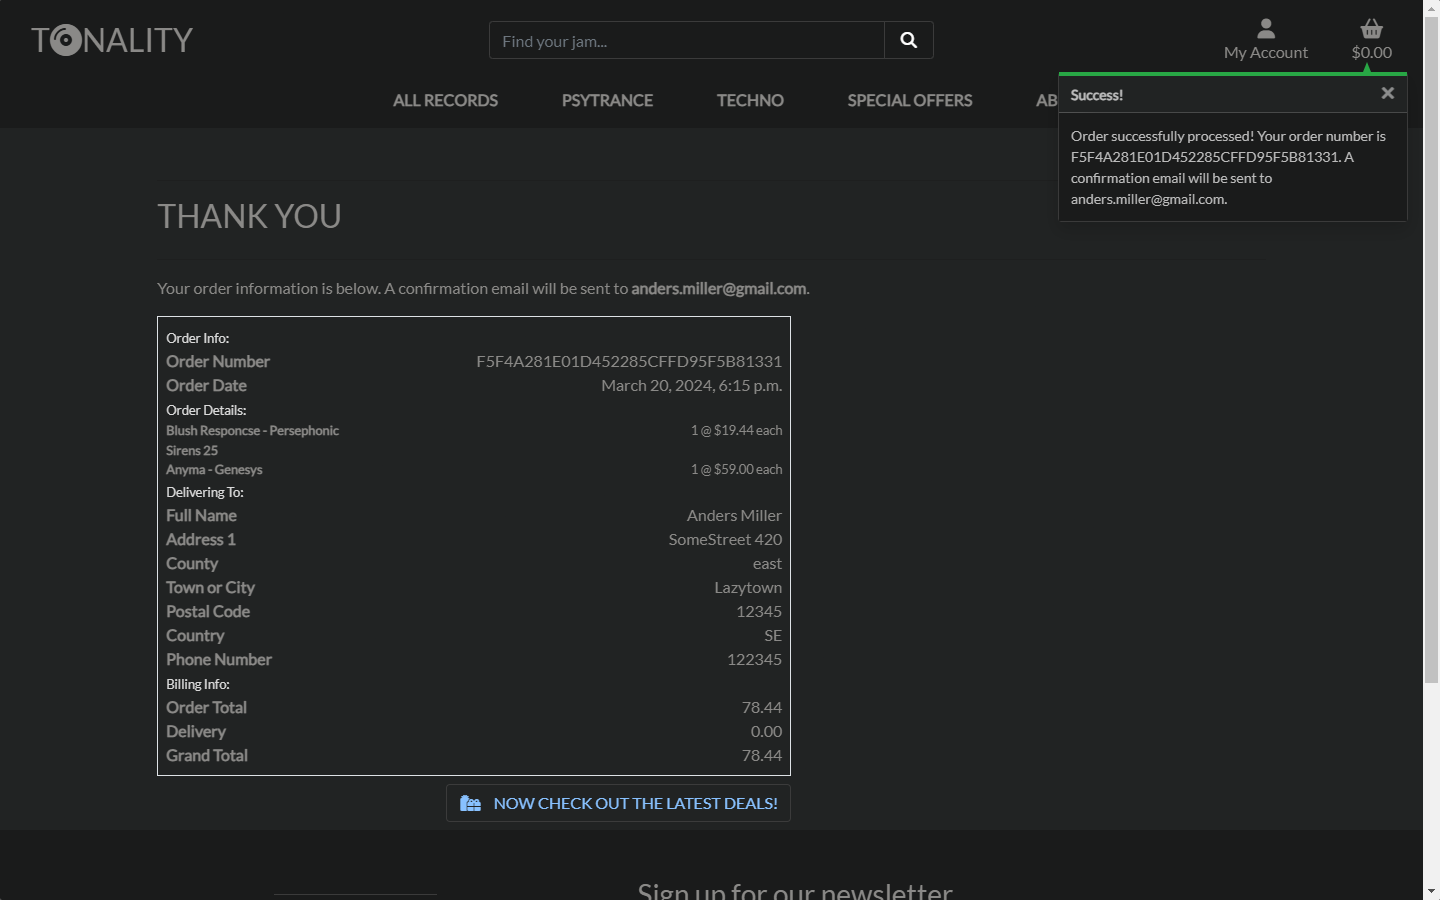 TONALITY
Find your jam...
My Account
$0.00
ALL RECORDS
PSYTRANCE
TECHNO
SPECIAL OFFERS
AB
Success!
Order successfully processed! Your order number is
F5F4A281E01D452285CFFD95F5B81331. A
confirmation email will be sent to
anders.miller@gmail.com.
THANK YOU
Your order information is below. A confirmation email will be sent to anders.miller@gmail.com.
Order Info:
Order Number F5F4A281E01D452285CFFD95F5B81331
Order Date March 20, 2024, 6:15 p.m.
Order Details:
Blush Responcse - Persephonic 1 @ $19.44 each
Sirens 25
Anyma - Genesys 1 @ $59.00 each
Delivering To:
Full Name Anders Miller
Address 1 SomeStreet 420
County east
Town or City Lazytown
Postal Code 12345
Country SE
Phone Number 122345
Billing Info:
Order Total 78.44
Delivery 0.00
Grand Total 78.44
NOW CHECK OUT THE LATEST DEALS!
Sign up for our newsletter